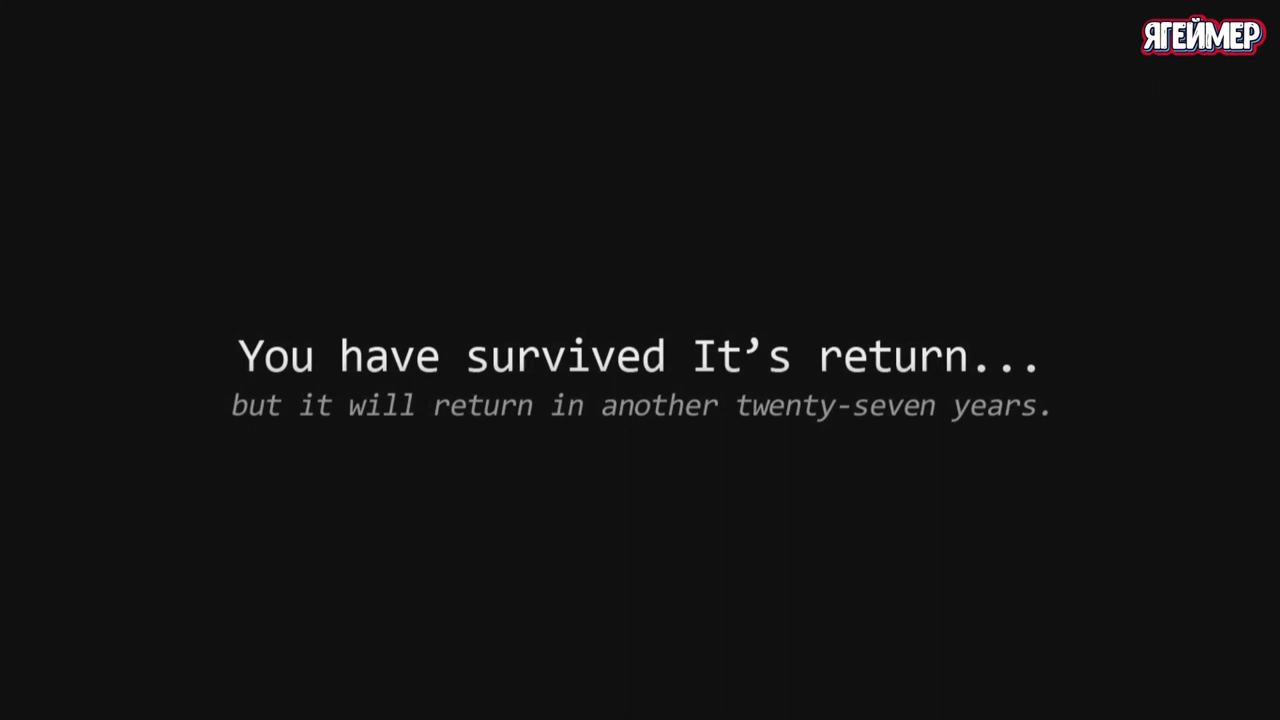 ЯГЕЙМЕР
You have survived It’s return...
but it will return in another twenty-seven years.